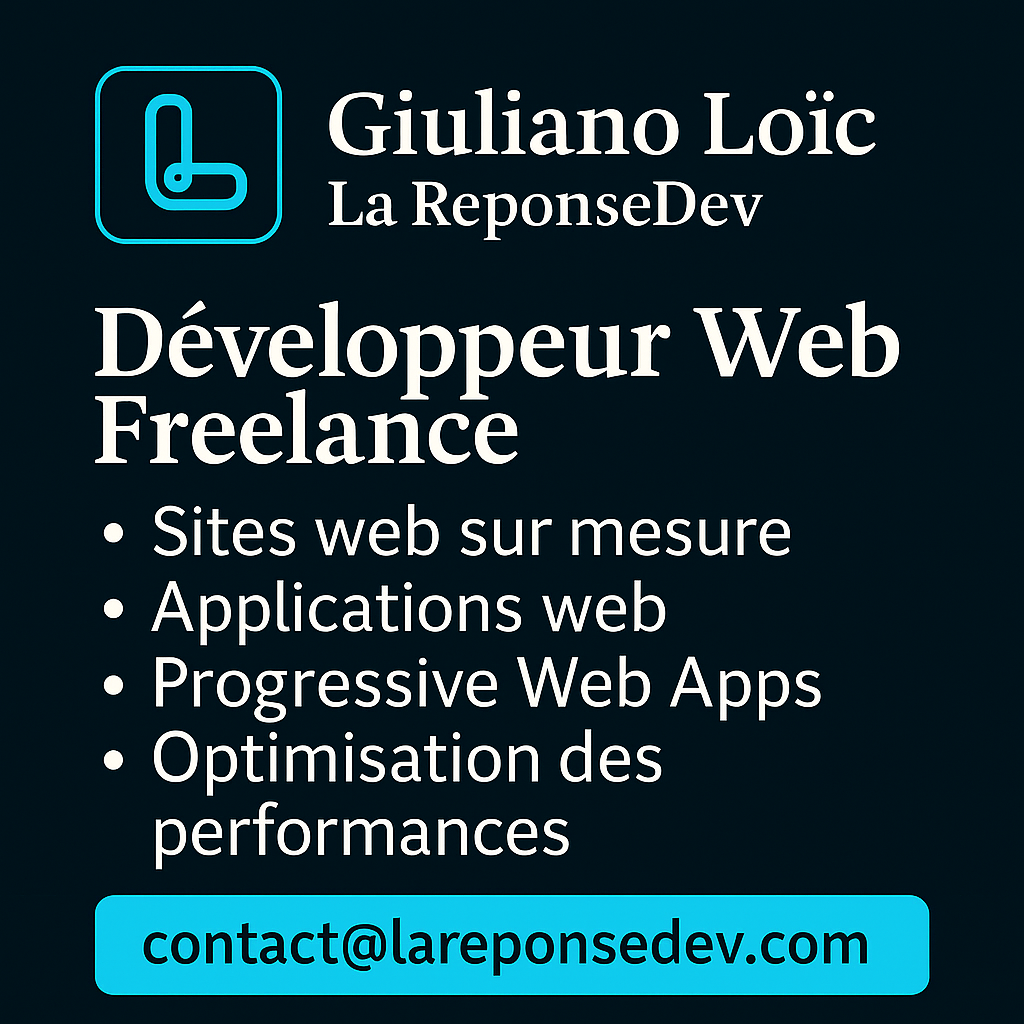 Giuliano Loïc
La ReponseDev
Développeur Web
Freelance
• Sites web sur mesure
• Applications web
• Progressive Web Apps
• Optimisation des
performances
contact@lareponsedev.com